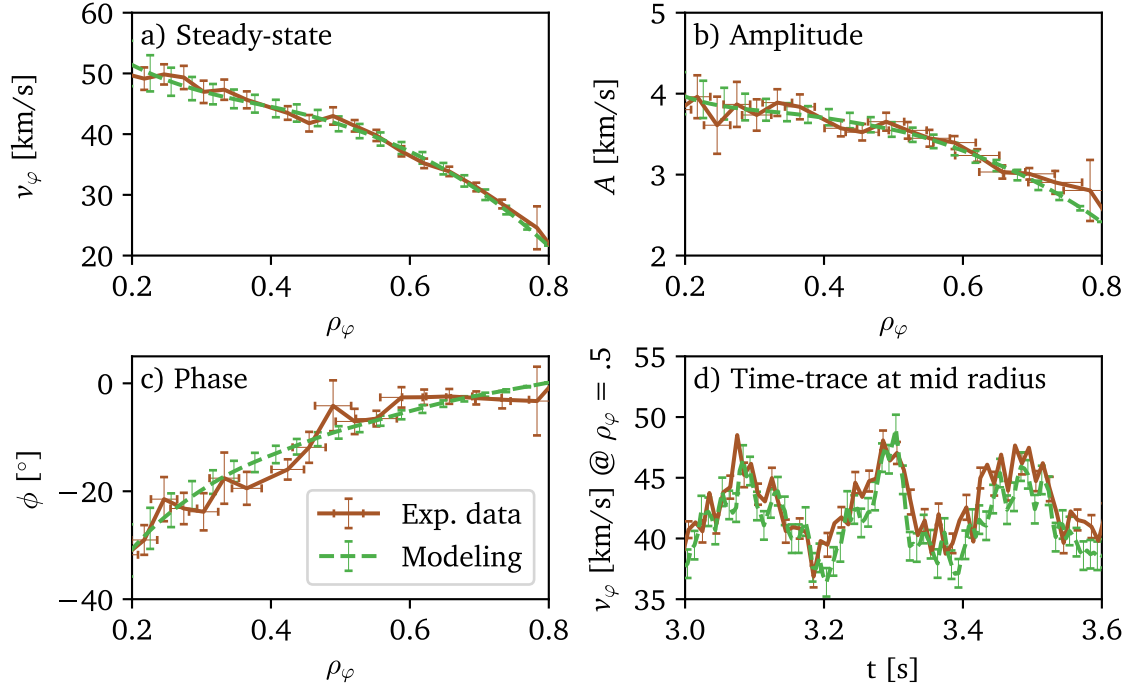 a) Steady-state
60
50
40
30
20
v_φ [km/s]
0.2 0.4 0.6 0.8
ρ_φ
b) Amplitude
5
4
3
2
A [km/s]
0.2 0.4 0.6 0.8
ρ_φ
c) Phase
0
−20
−40
ϕ [°]
Exp. data
Modeling
0.2 0.4 0.6 0.8
ρ_φ
d) Time-trace at mid radius
55
50
45
40
35
v_φ [km/s] @ ρ_φ = .5
3.0 3.2 3.4 3.6
t [s]